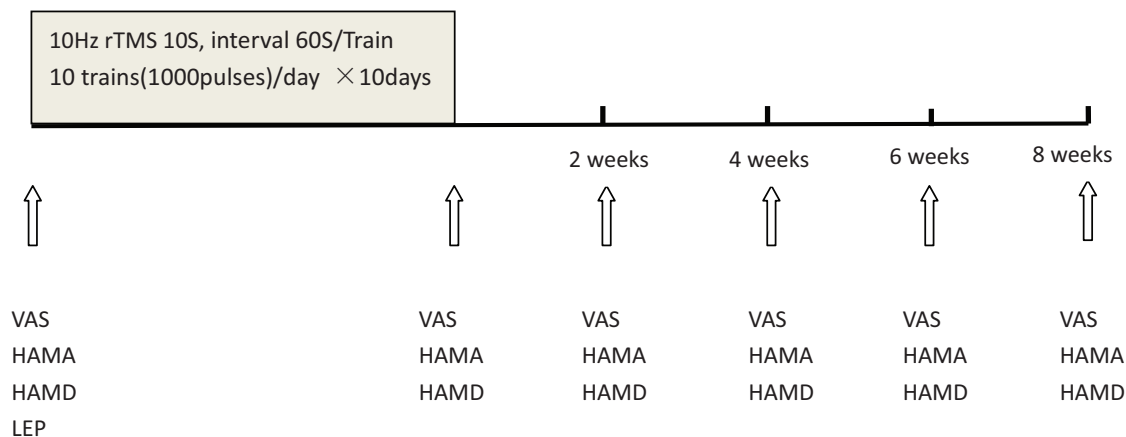 10Hz rTMS 10S, interval 60S/Train
10 trains(1000pulses)/day ×10days
2 weeks 4 weeks 6 weeks 8 weeks
VAS VAS VAS VAS VAS VAS
HAMA HAMA HAMA HAMA HAMA HAMA
HAMD HAMD HAMD HAMD HAMD HAMD
LEP